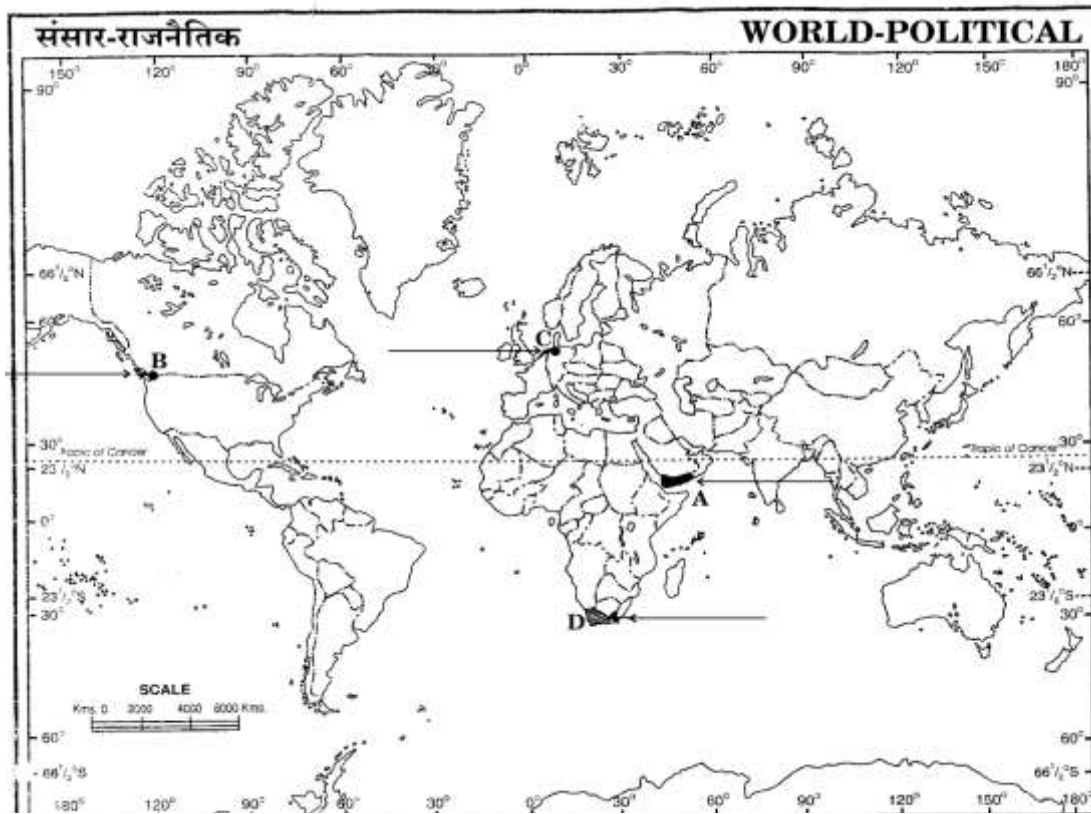 संसार-राजनैतिक WORLD-POLITICAL
150° 120° 90° 60° 0° 30° 60° 90° 120° 150° 180°
90° 90°
66¹/₂°N 66¹/₂°N
60° 60°
C
B
30° 30°
Tropic of Cancer Tropic of Cancer
23¹/₂°N 23¹/₂°N
A
0° 0°
23¹/₂°S 23¹/₂°S
30° 30°
D
SCALE
Kms. 0 2000 4000 6000 Kms.
60° 60°
66¹/₂°S 66¹/₂°S
180° 150° 120° 90° 60° 30° 0° 30° 60° 90° 120° 150° 180°